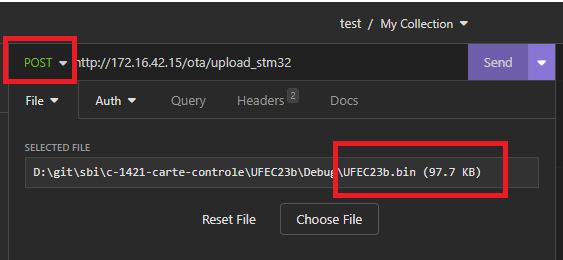 test / My Collection
POST http://172.16.42.15/ota/upload_stm32 Send
File Auth Query Headers 2 Docs
SELECTED FILE
D:\git\sbi\c-1421-carte-controle\UFEC23b\Debug\UFEC23b.bin (97.7 KB)
Reset File Choose File